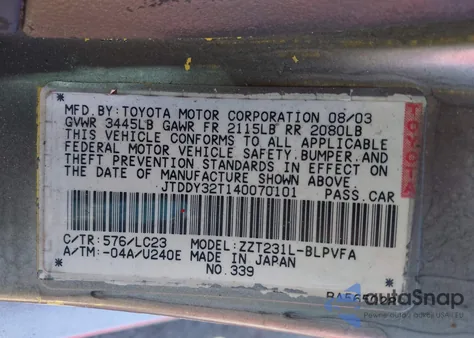 MFD. BY: TOYOTA MOTOR CORPORATION 08/03
GVWR 3445LB GAWR FR 2115LB RR 2080LB
THIS VEHICLE CONFORMS TO ALL APPLICABLE
FEDERAL MOTOR VEHICLE SAFETY, BUMPER, AND
THEFT PREVENTION STANDARDS IN EFFECT ON
THE DATE OF MANUFACTURE SHOWN ABOVE.
JTDDY32T140070101 PASS. CAR
TOYOTA
C/TR: 576/LC23 MODEL: ZZT231L-BLPVFA
A/TM: -04A/U240E MADE IN JAPAN
NO.339
autoSnap